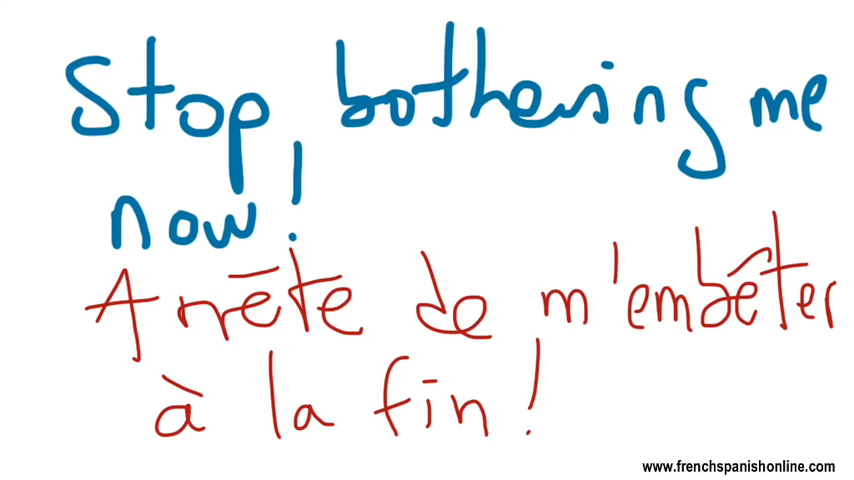 Stop bothering me
now!
Arrête de m'embêter
à la fin!
www.frenchspanishonline.com